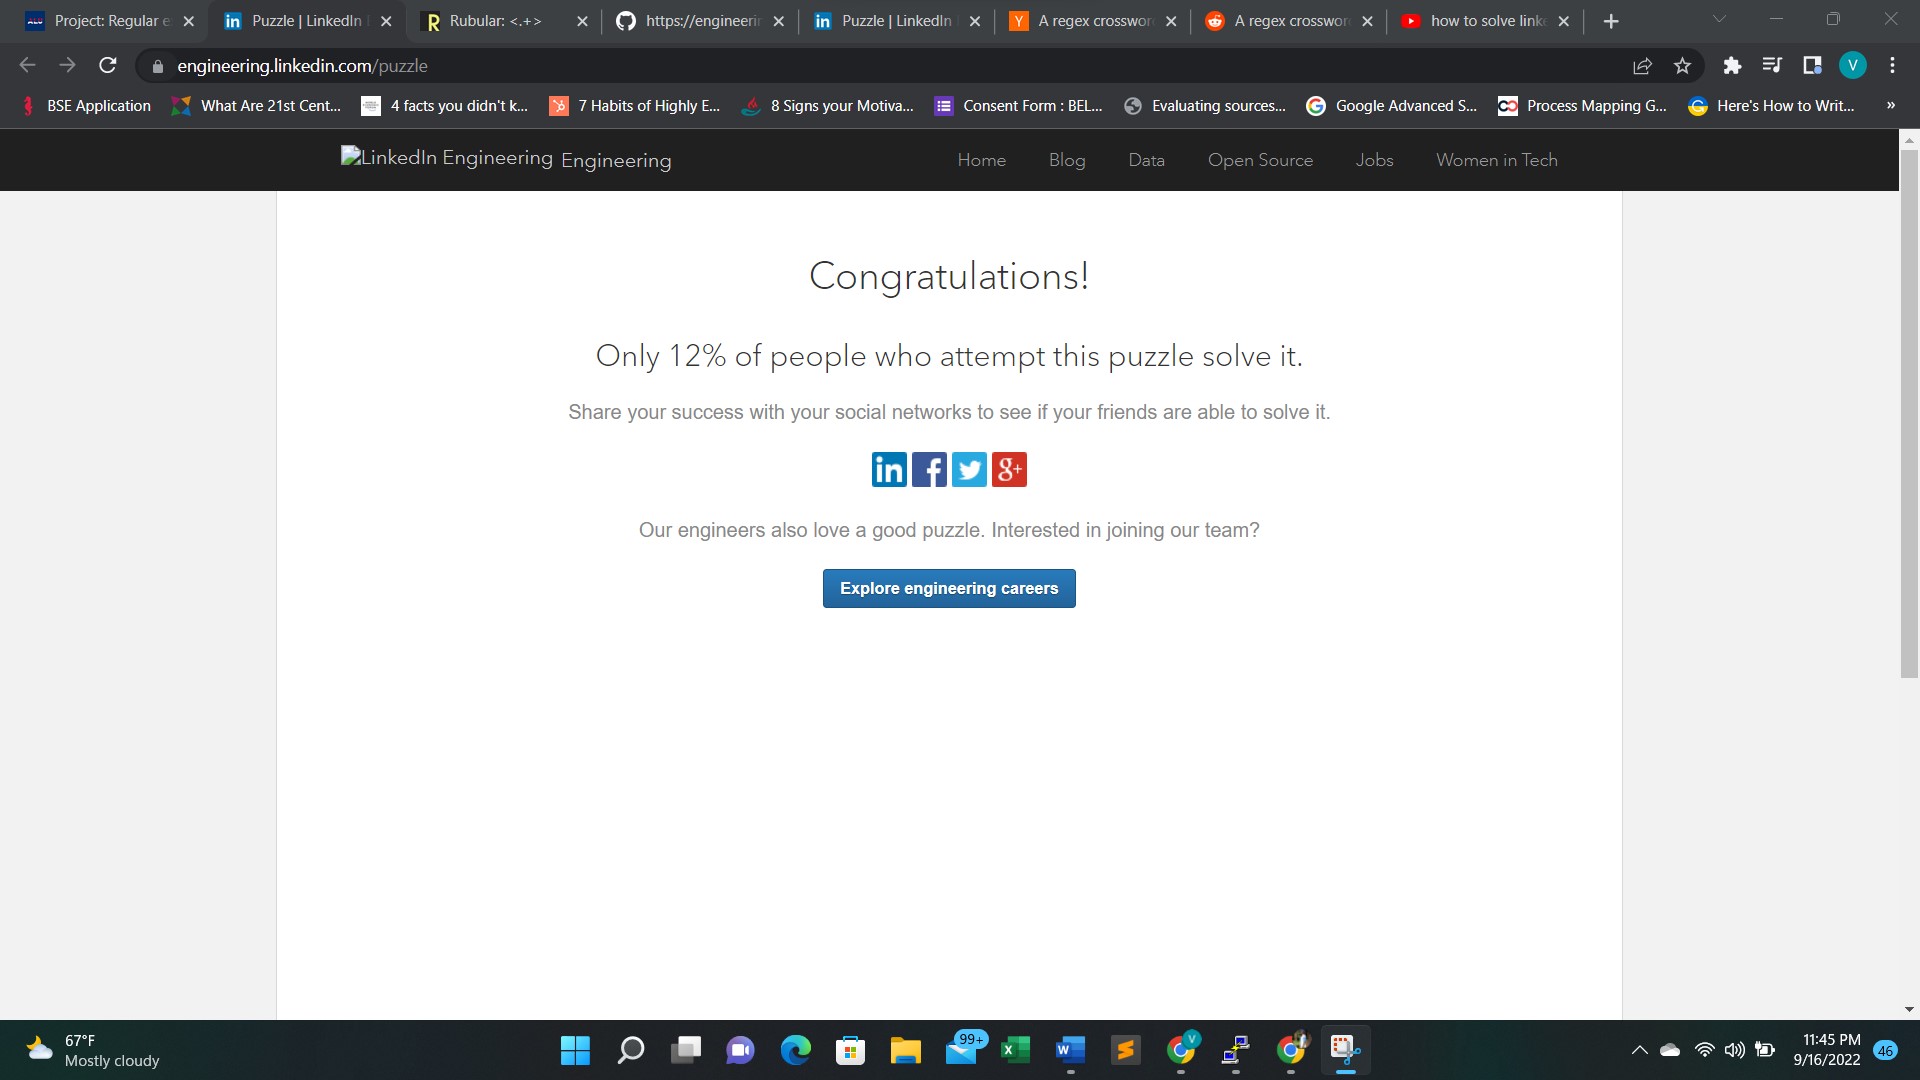 Project: Regular e
Puzzle | LinkedIn
Rubular: <.+>
https://engineerin
Puzzle | LinkedIn
A regex crosswor
A regex crosswor
how to solve link
engineering.linkedin.com/puzzle
V
BSE Application
What Are 21st Cent...
4 facts you didn't k...
7 Habits of Highly E...
8 Signs your Motiva...
Consent Form : BEL...
Evaluating sources...
Google Advanced S...
Process Mapping G...
Here's How to Writ...
»
LinkedIn Engineering Engineering
Home
Blog
Data
Open Source
Jobs
Women in Tech
Congratulations!
Only 12% of people who attempt this puzzle solve it.
Share your success with your social networks to see if your friends are able to solve it.
in f g+
Our engineers also love a good puzzle. Interested in joining our team?
Explore engineering careers
67°F
Mostly cloudy
99+
V
11:45 PM
9/16/2022
46